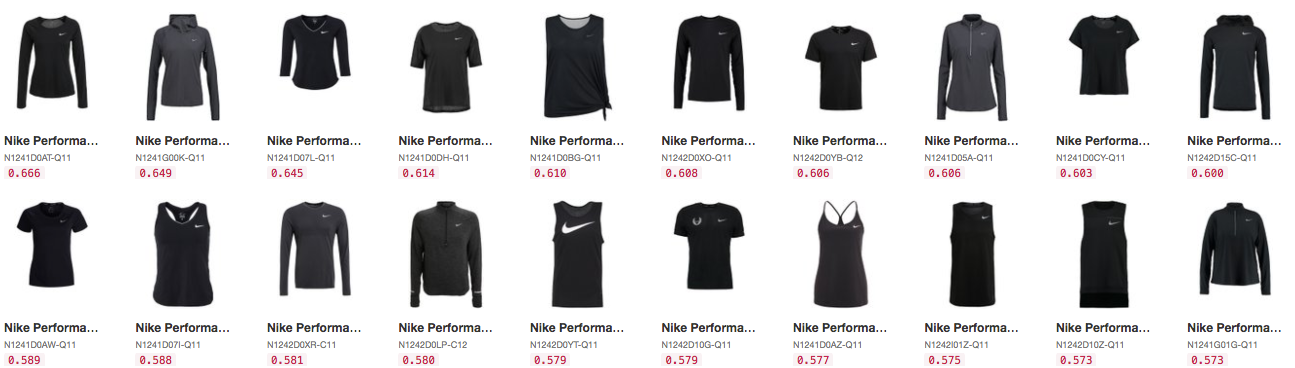 Nike Performa... Nike Performa... Nike Performa... Nike Performa... Nike Performa... Nike Performa... Nike Performa... Nike Performa... Nike Performa... Nike Performa...
N1241D0AT-Q11 N1241G00K-Q11 N1241D07L-Q11 N1241D0DH-Q11 N1241D0BG-Q11 N1242D0XO-Q11 N1242D0YB-Q12 N1241D05A-Q11 N1241D0CY-Q11 N1242D15C-Q11
0.666 0.649 0.645 0.614 0.610 0.608 0.606 0.606 0.603 0.600
Nike Performa... Nike Performa... Nike Performa... Nike Performa... Nike Performa... Nike Performa... Nike Performa... Nike Performa... Nike Performa... Nike Performa...
N1241D0AW-Q11 N1241D07I-Q11 N1242D0XR-C11 N1242D0LP-C12 N1242D0YT-Q11 N1242D10G-Q11 N1241D0AZ-Q11 N1242I01Z-Q11 N1242D10Z-Q11 N1241G01G-Q11
0.589 0.588 0.581 0.580 0.579 0.579 0.577 0.575 0.573 0.573